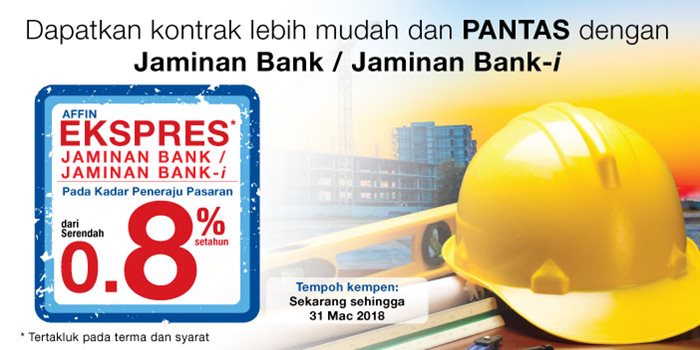 Dapatkan kontrak lebih mudah dan PANTAS dengan
Jaminan Bank / Jaminan Bank-i
AFFIN
EKSPRES*
JAMINAN BANK /
JAMINAN BANK-i
Pada Kadar Peneraju Pasaran
dari
Serendah
0.8%
setahun
Tempoh kempen:
Sekarang sehingga
31 Mac 2018
* Tertakluk pada terma dan syarat